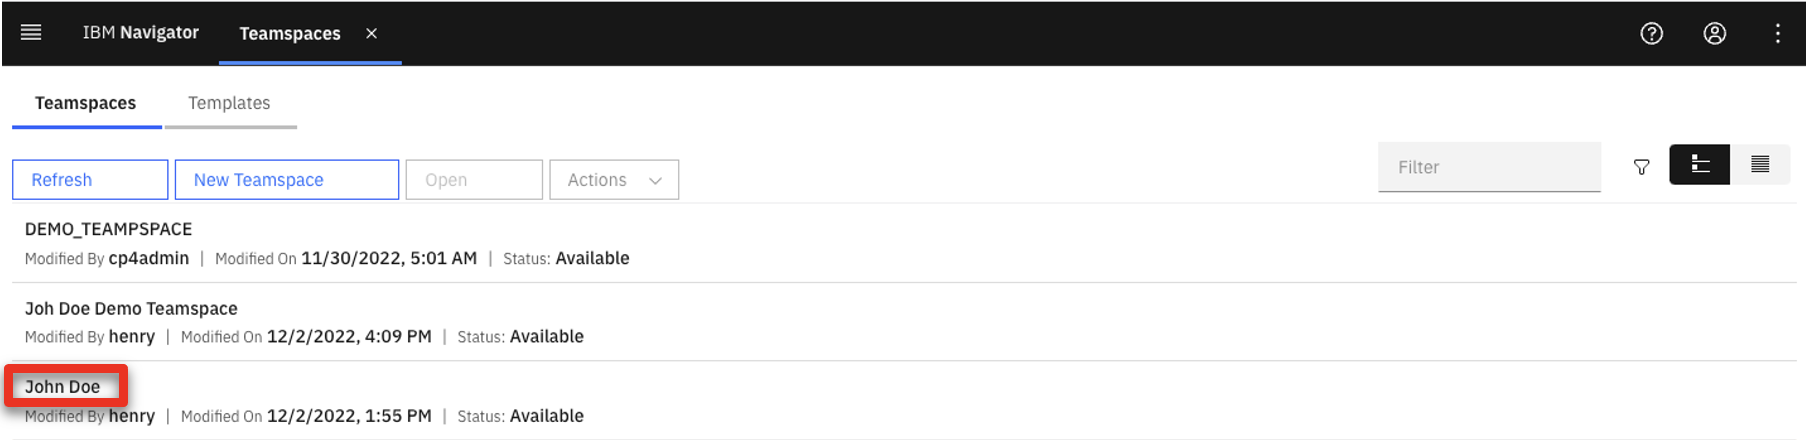 IBM Navigator Teamspaces
Teamspaces Templates
Refresh New Teamspace Open Actions Filter
DEMO_TEAMPSPACE
Modified By cp4admin | Modified On 11/30/2022, 5:01 AM | Status: Available
Joh Doe Demo Teamspace
Modified By henry | Modified On 12/2/2022, 4:09 PM | Status: Available
John Doe
Modified By henry | Modified On 12/2/2022, 1:55 PM | Status: Available